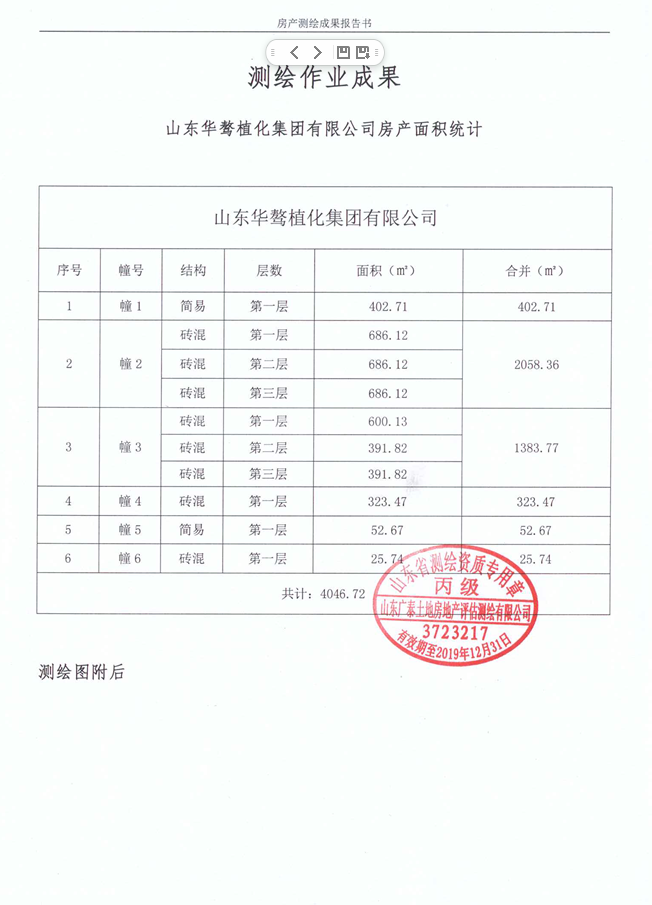 房产测绘成果报告书
测绘作业成果
山东华骜植化集团有限公司房产面积统计
山东华骜植化集团有限公司
序号 幢号 结构 层数 面积（㎡） 合并（㎡）
1 幢1 简易 第一层 402.71 402.71
砖混 第一层 686.12
2 幢2 砖混 第二层 686.12 2058.36
砖混 第三层 686.12
砖混 第一层 600.13
3 幢3 砖混 第二层 391.82 1383.77
砖混 第三层 391.82
4 幢4 砖混 第一层 323.47 323.47
5 幢5 简易 第一层 52.67 52.67
6 幢6 砖混 第一层 25.74 25.74
共计：4046.72
山东省测绘资质专用章
丙级
山东广泰土地房地产评估测绘有限公司
3723217
有效期至2019年12月31日
测绘图附后